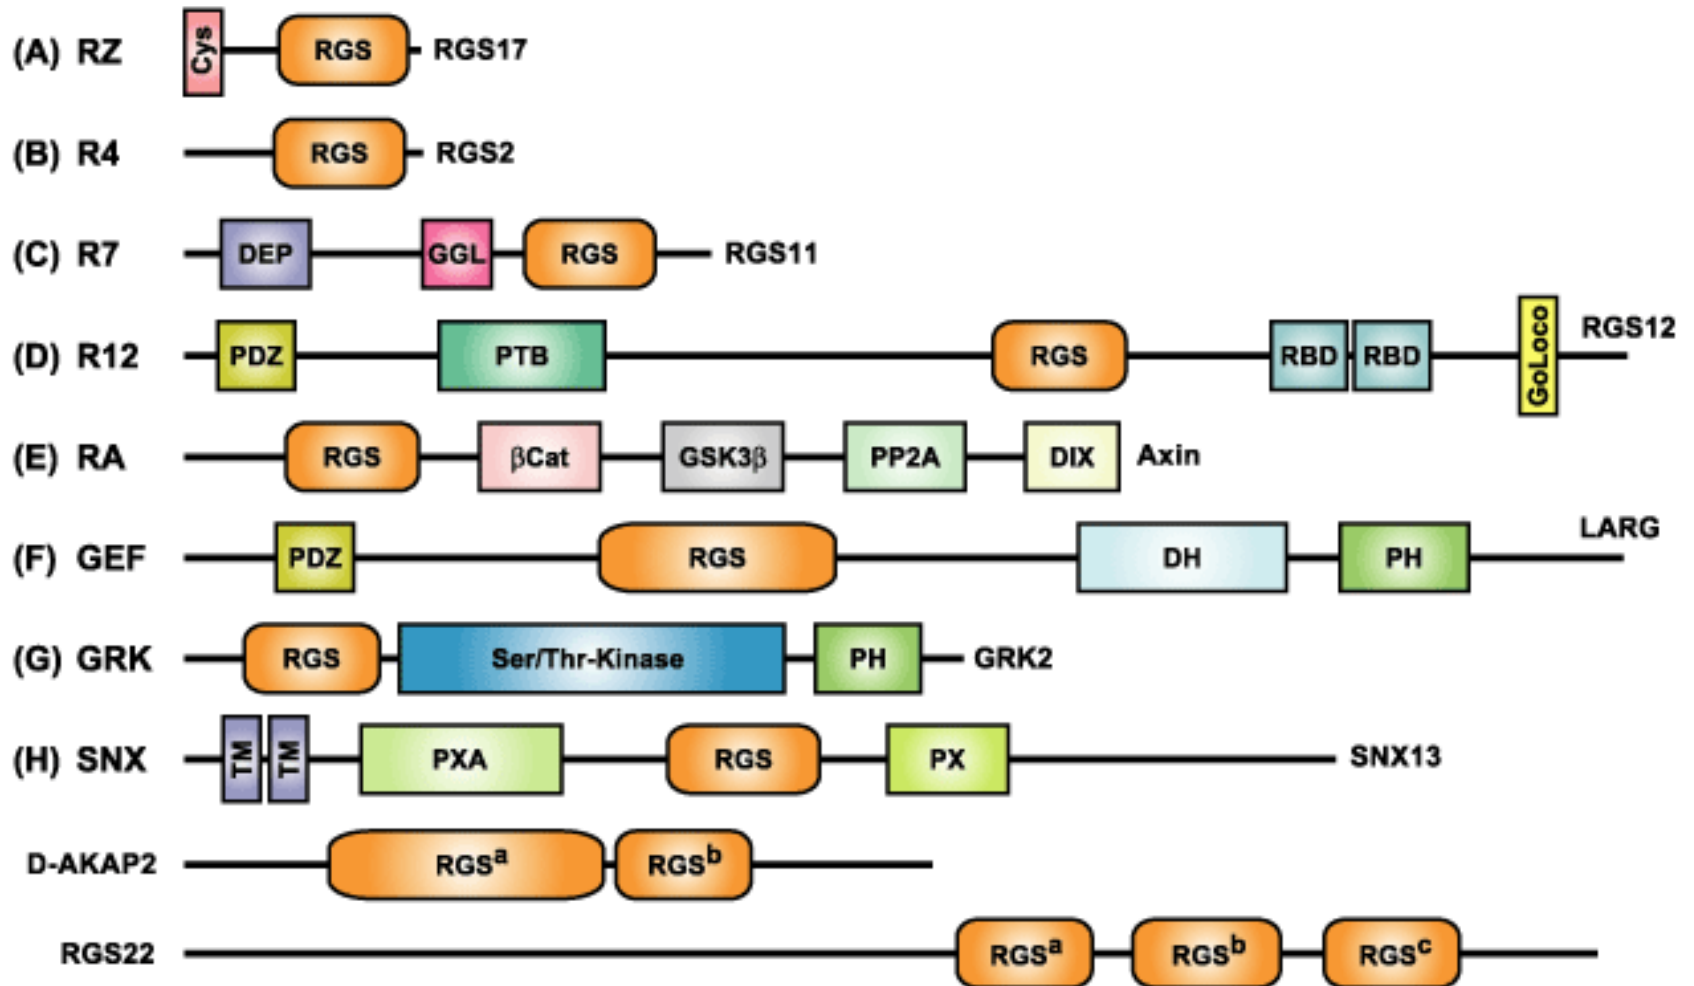 (A) RZ Cys RGS RGS17
(B) R4 RGS RGS2
(C) R7 DEP GGL RGS RGS11
(D) R12 PDZ PTB RGS RBD RBD GoLoco RGS12
(E) RA RGS βCat GSK3β PP2A DIX Axin
(F) GEF PDZ RGS DH PH LARG
(G) GRK RGS Ser/Thr-Kinase PH GRK2
(H) SNX TM TM PXA RGS PX SNX13
D-AKAP2 RGSᵃ RGSᵇ
RGS22 RGSᵃ RGSᵇ RGSᶜ